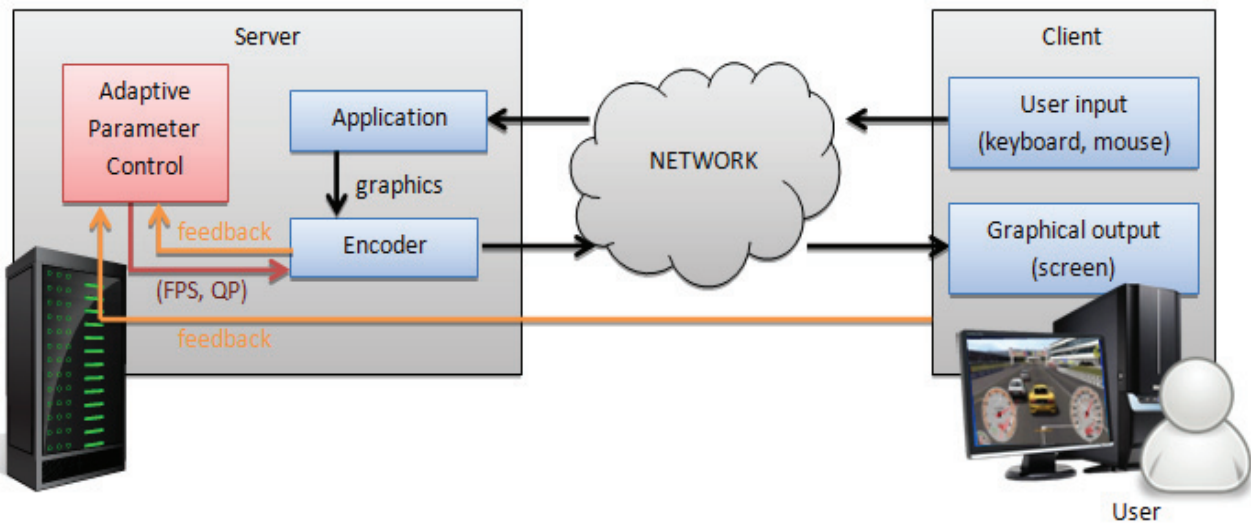 Server
Client
Adaptive
Parameter
Control
Application
graphics
Encoder
feedback
(FPS, QP)
feedback
NETWORK
User input
(keyboard, mouse)
Graphical output
(screen)
User